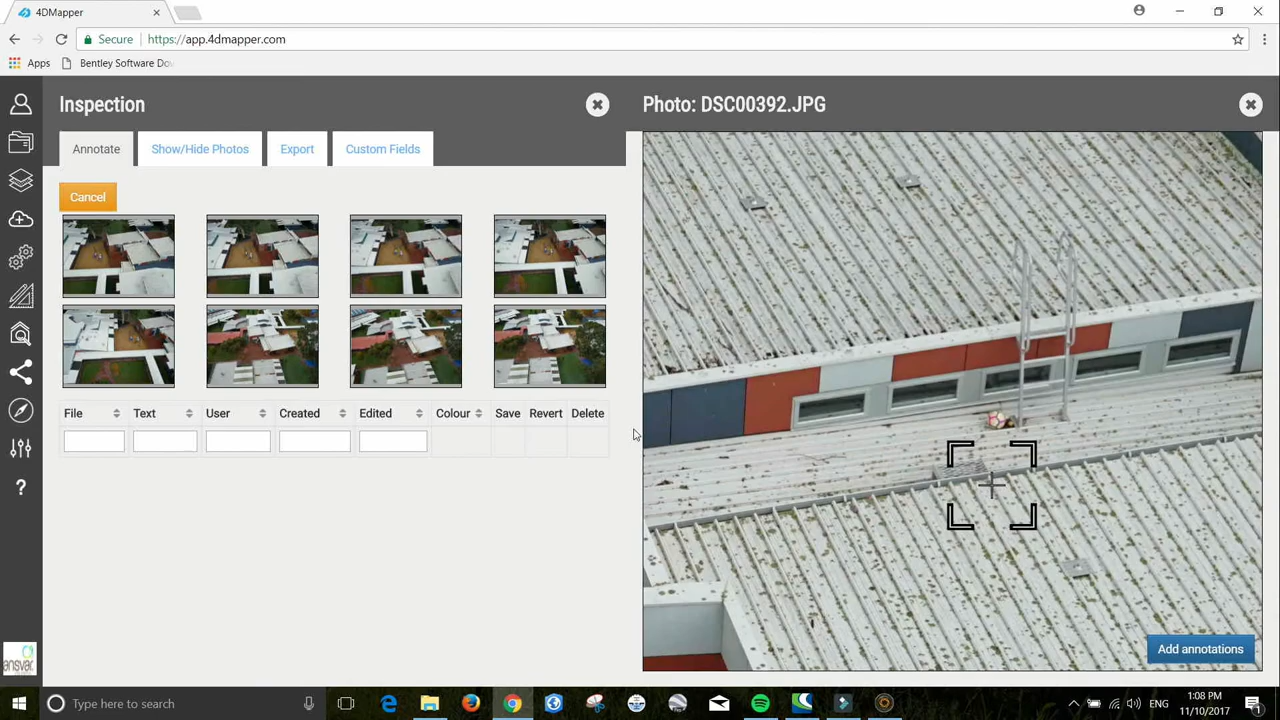 4DMapper
Secure https://app.4dmapper.com
Apps Bentley Software Do
Inspection
Photo: DSC00392.JPG
Annotate Show/Hide Photos Export Custom Fields
Cancel
File Text User Created Edited Colour Save Revert Delete
Add annotations
ansvar
Type here to search
ENG
1:08 PM
11/10/2017